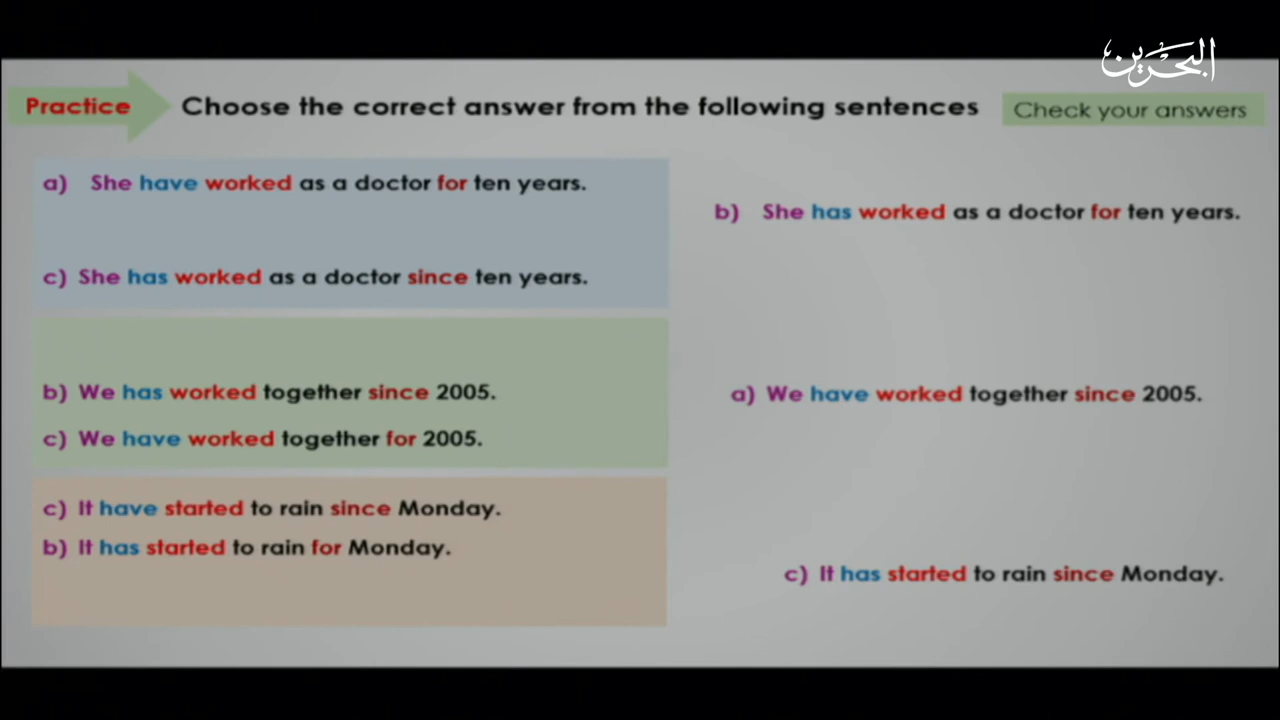 البحرين
Practice
Choose the correct answer from the following sentences
Check your answers
a) She have worked as a doctor for ten years.
b) She has worked as a doctor for ten years.
c) She has worked as a doctor since ten years.
b) We has worked together since 2005.
a) We have worked together since 2005.
c) We have worked together for 2005.
c) It have started to rain since Monday.
b) It has started to rain for Monday.
c) It has started to rain since Monday.